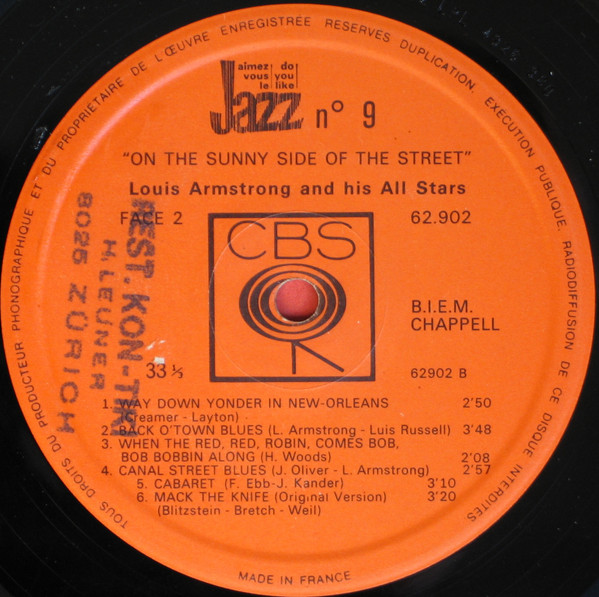 TOUS DROITS DU PRODUCTEUR PHONOGRAPHIQUE ET DU PROPRIÉTAIRE DE L'ŒUVRE ENREGISTRÉE RESERVES DUPLICATION, EXÉCUTION PUBLIQUE, RADIODIFFUSION DE CE DISQUE INTERDITES
aimez do
vous you
le like
Jazz n° 9
"ON THE SUNNY SIDE OF THE STREET"
Louis Armstrong and his All Stars
FACE 2
62.902
CBS
B.I.E.M.
CHAPPELL
33 ⅓
62902 B
1. WAY DOWN YONDER IN NEW-ORLEANS 2'50
(Creamer - Layton)
2. BACK O'TOWN BLUES (L. Armstrong - Luis Russell) 3'48
3. WHEN THE RED, RED, ROBIN, COMES BOB,
BOB BOBBIN ALONG (H. Woods) 2'08
4. CANAL STREET BLUES (J. Oliver - L. Armstrong) 2'57
5. CABARET (F. Ebb-J. Kander) 3'10
6. MACK THE KNIFE (Original Version) 3'20
(Blitzstein - Bretch - Weil)
MADE IN FRANCE
REST. KON-TIKI
H. LEUNER
8025 ZÜRICH